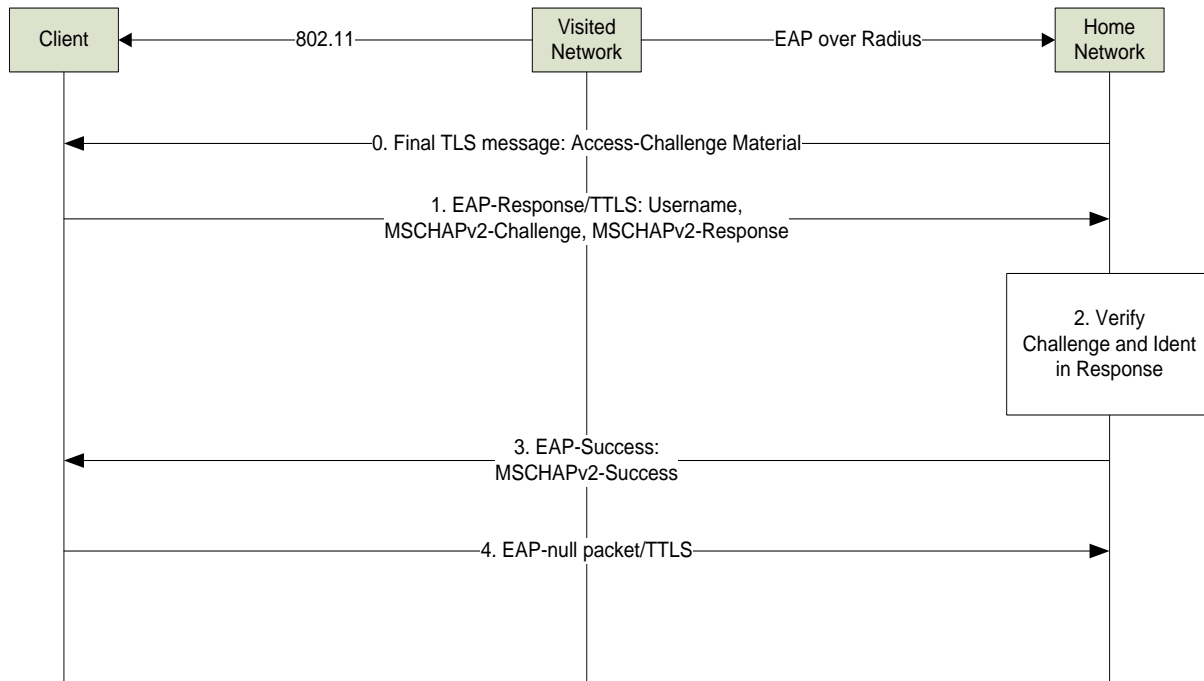 Client
802.11
Visited
Network
EAP over Radius
Home
Network
0. Final TLS message: Access-Challenge Material
1. EAP-Response/TTLS: Username,
MSCHAPv2-Challenge, MSCHAPv2-Response
2. Verify
Challenge and Ident
in Response
3. EAP-Success:
MSCHAPv2-Success
4. EAP-null packet/TTLS